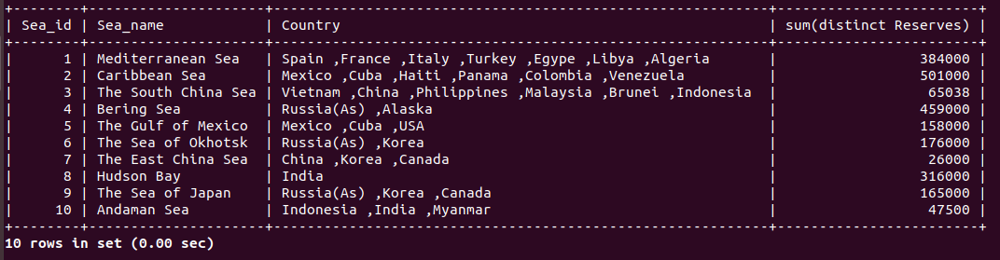 +--------+---------------------+------------------------------------------------------------+------------------------+
| Sea_id | Sea_name            | Country                                                    | sum(distinct Reserves) |
+--------+---------------------+------------------------------------------------------------+------------------------+
|      1 | Mediterranean Sea   | Spain ,France ,Italy ,Turkey ,Egype ,Libya ,Algeria        |                 384000 |
|      2 | Caribbean Sea       | Mexico ,Cuba ,Haiti ,Panama ,Colombia ,Venezuela           |                 501000 |
|      3 | The South China Sea | Vietnam ,China ,Philippines ,Malaysia ,Brunei ,Indonesia   |                  65038 |
|      4 | Bering Sea          | Russia(As) ,Alaska                                         |                 459000 |
|      5 | The Gulf of Mexico  | Mexico ,Cuba ,USA                                          |                 158000 |
|      6 | The Sea of Okhotsk  | Russia(As) ,Korea                                          |                 176000 |
|      7 | The East China Sea  | China ,Korea ,Canada                                       |                  26000 |
|      8 | Hudson Bay          | India                                                      |                 316000 |
|      9 | The Sea of Japan    | Russia(As) ,Korea ,Canada                                  |                 165000 |
|     10 | Andaman Sea         | Indonesia ,India ,Myanmar                                  |                  47500 |
+--------+---------------------+------------------------------------------------------------+------------------------+
10 rows in set (0.00 sec)